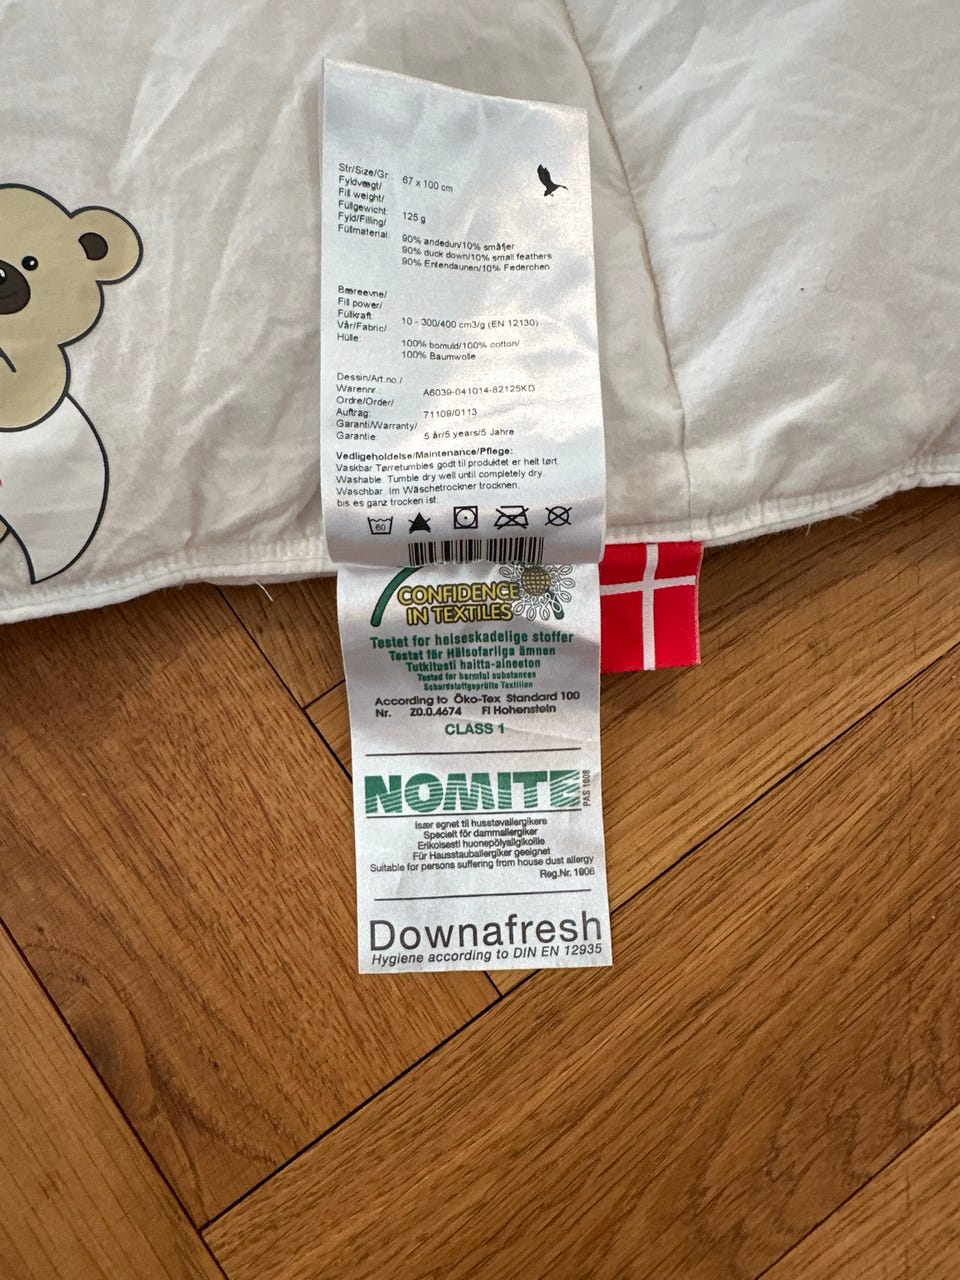 Str/Size/Gr. 67 x 100 cm
Fyldvægt/
Fill weight/
Füllgewicht: 125 g
Fyld/Filling/
Füllmaterial: 90% andedun/10% småfjer
90% duck down/10% small feathers
90% Entendaunen/10% Federchen
Bæreevne/
Fill power/
Füllkraft: 10 - 300/400 cm3/g (EN 12130)
Vår/Fabric/
Hülle: 100% bomuld/100% cotton/
100% Baumwolle
Dessin/Art.no./
Warennr. A6039-041014-82125KD
Ordre/Order/
Auftrag: 71109/0113
Garanti/Warranty/
Garantie: 5 år/5 years/5 Jahre
Vedligeholdelse/Maintenance/Pflege:
Vaskbar. Tørretumbles godt til produktet er helt tørt.
Washable. Tumble dry well until completely dry.
Waschbar. Im Wäschetrockner trocknen.
bis es ganz trocken ist.
60
CONFIDENCE
IN TEXTILES
Testet for helseskadelige stoffer
Testat för Hälsofarliga ämnen
Tutkitusti haitta-aineeton
Tested for harmful substances
Schardstoffgeprüfte Textilien
According to Öko-Tex Standard 100
Nr. Z0.0.4674 FI Hohenstein
CLASS 1
NOMITE
PAS 1008
Især egnet til husstøvallergikere
Specielt för dammallergiker
Erikoisesti huonepölyallgikoille
Für Hausstauballergiker geeignet
Suitable for persons suffering from house dust allergy
Reg.Nr. 1006
Downafresh
Hygiene according to DIN EN 12935